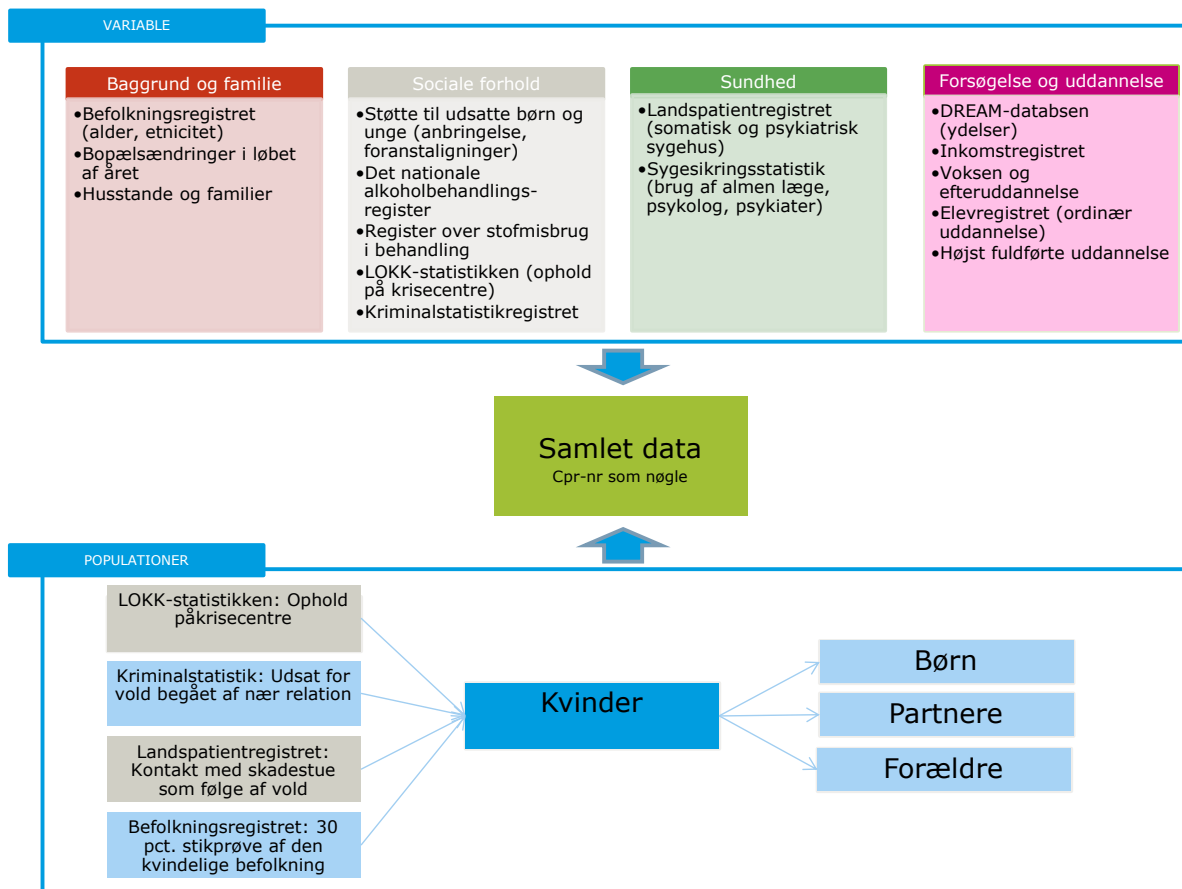 VARIABLE
Baggrund og familie
•Befolkningsregistret
(alder, etnicitet)
•Bopælsændringer i løbet
af året
•Husstande og familier
Sociale forhold
•Støtte til udsatte børn og
unge (anbringelse,
foranstaligninger)
•Det nationale
alkoholbehandlings-
register
•Register over stofmisbrug
i behandling
•LOKK-statistikken (ophold
på krisecentre)
•Kriminalstatistikregistret
Sundhed
•Landspatientregistret
(somatisk og psykiatrisk
sygehus)
•Sygesikringsstatistik
(brug af almen læge,
psykolog, psykiater)
Forsøgelse og uddannelse
•DREAM-databsen
(ydelser)
•Inkomstregistret
•Voksen og
efteruddannelse
•Elevregistret (ordinær
uddannelse)
•Højst fuldførte uddannelse
Samlet data
Cpr-nr som nøgle
POPULATIONER
LOKK-statistikken: Ophold
påkrisecentre
Kriminalstatistik: Udsat for
vold begået af nær relation
Landspatientregistret:
Kontakt med skadestue
som følge af vold
Befolkningsregistret: 30
pct. stikprøve af den
kvindelige befolkning
Kvinder
Børn
Partnere
Forældre